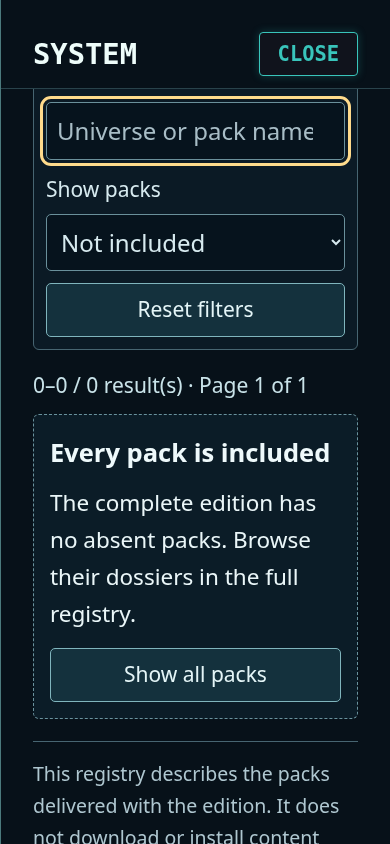 SYSTEM
CLOSE
Universe or pack name
Show packs
Not included
Reset filters
0–0 / 0 result(s) · Page 1 of 1
Every pack is included
The complete edition has
no absent packs. Browse
their dossiers in the full
registry.
Show all packs
This registry describes the packs
delivered with the edition. It does
not download or install content